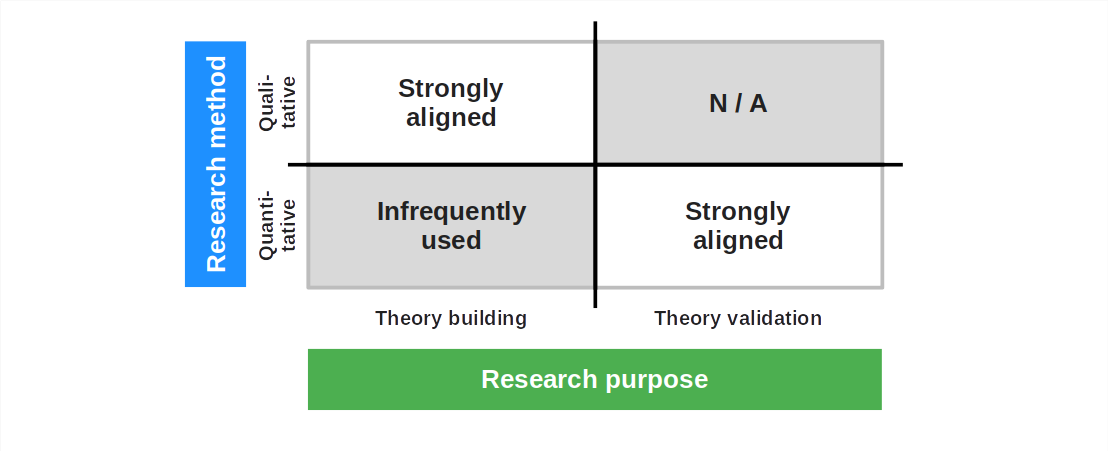 Research method
Quali-
tative
Strongly
aligned
N / A
Quanti-
tative
Infrequently
used
Strongly
aligned
Theory building
Theory validation
Research purpose